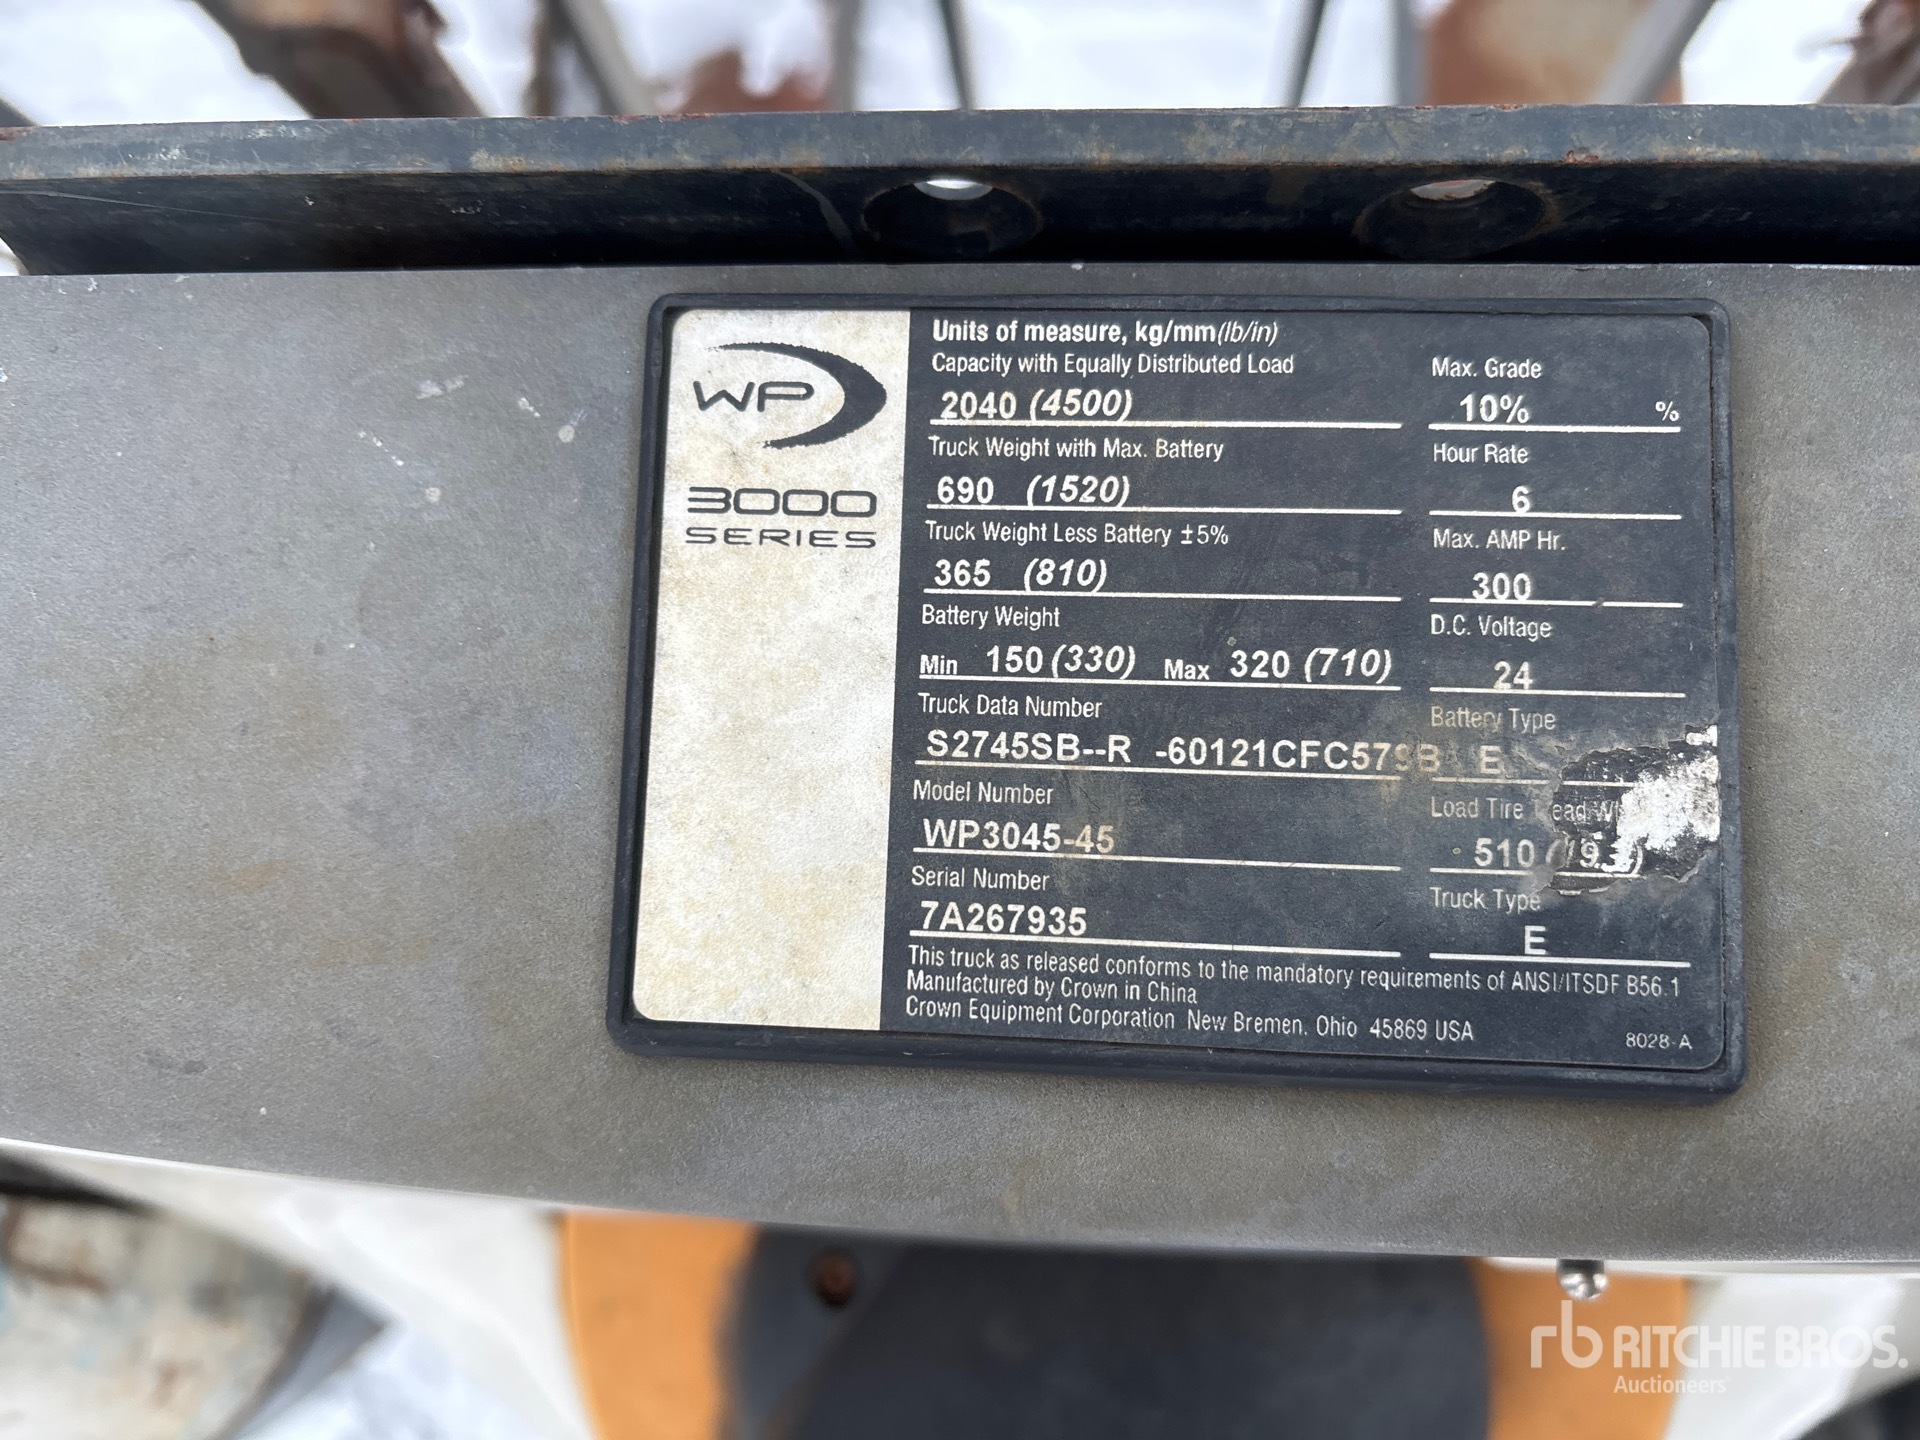 WP
3000
SERIES
Units of measure, kg/mm(lb/in)
Capacity with Equally Distributed Load
2040 (4500)
Truck Weight with Max. Battery
690 (1520)
Truck Weight Less Battery ±5%
365 (810)
Battery Weight
Min 150 (330) Max 320 (710)
Truck Data Number
S2745SB--R
Model Number
WP3045-45
Serial Number
7A267935
Max. Grade
10% %
Hour Rate
6
Max. AMP Hr.
300
D.C. Voltage
24
Battery Type
E
Load Tire
510
Truck Type
E
This truck as released conforms to the mandatory requirements of ANSI/ITSDF B56.1
Manufactured by Crown in China
Crown Equipment Corporation New Bremen, Ohio 45869 USA
8028-A
rb RITCHIE BROS.
Auctioneers